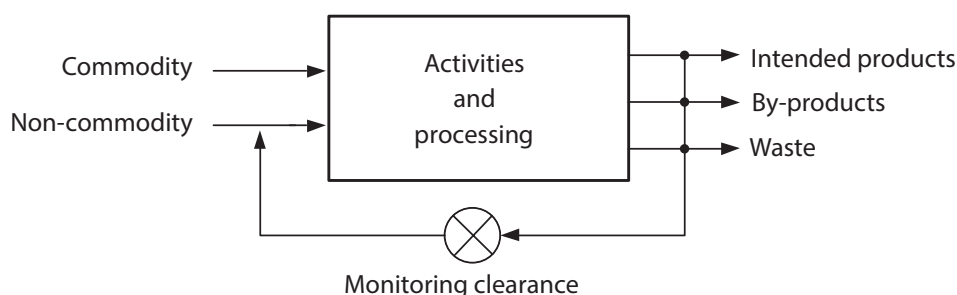 Commodity
Non-commodity
Activities
and
processing
Intended products
By-products
Waste
Monitoring clearance